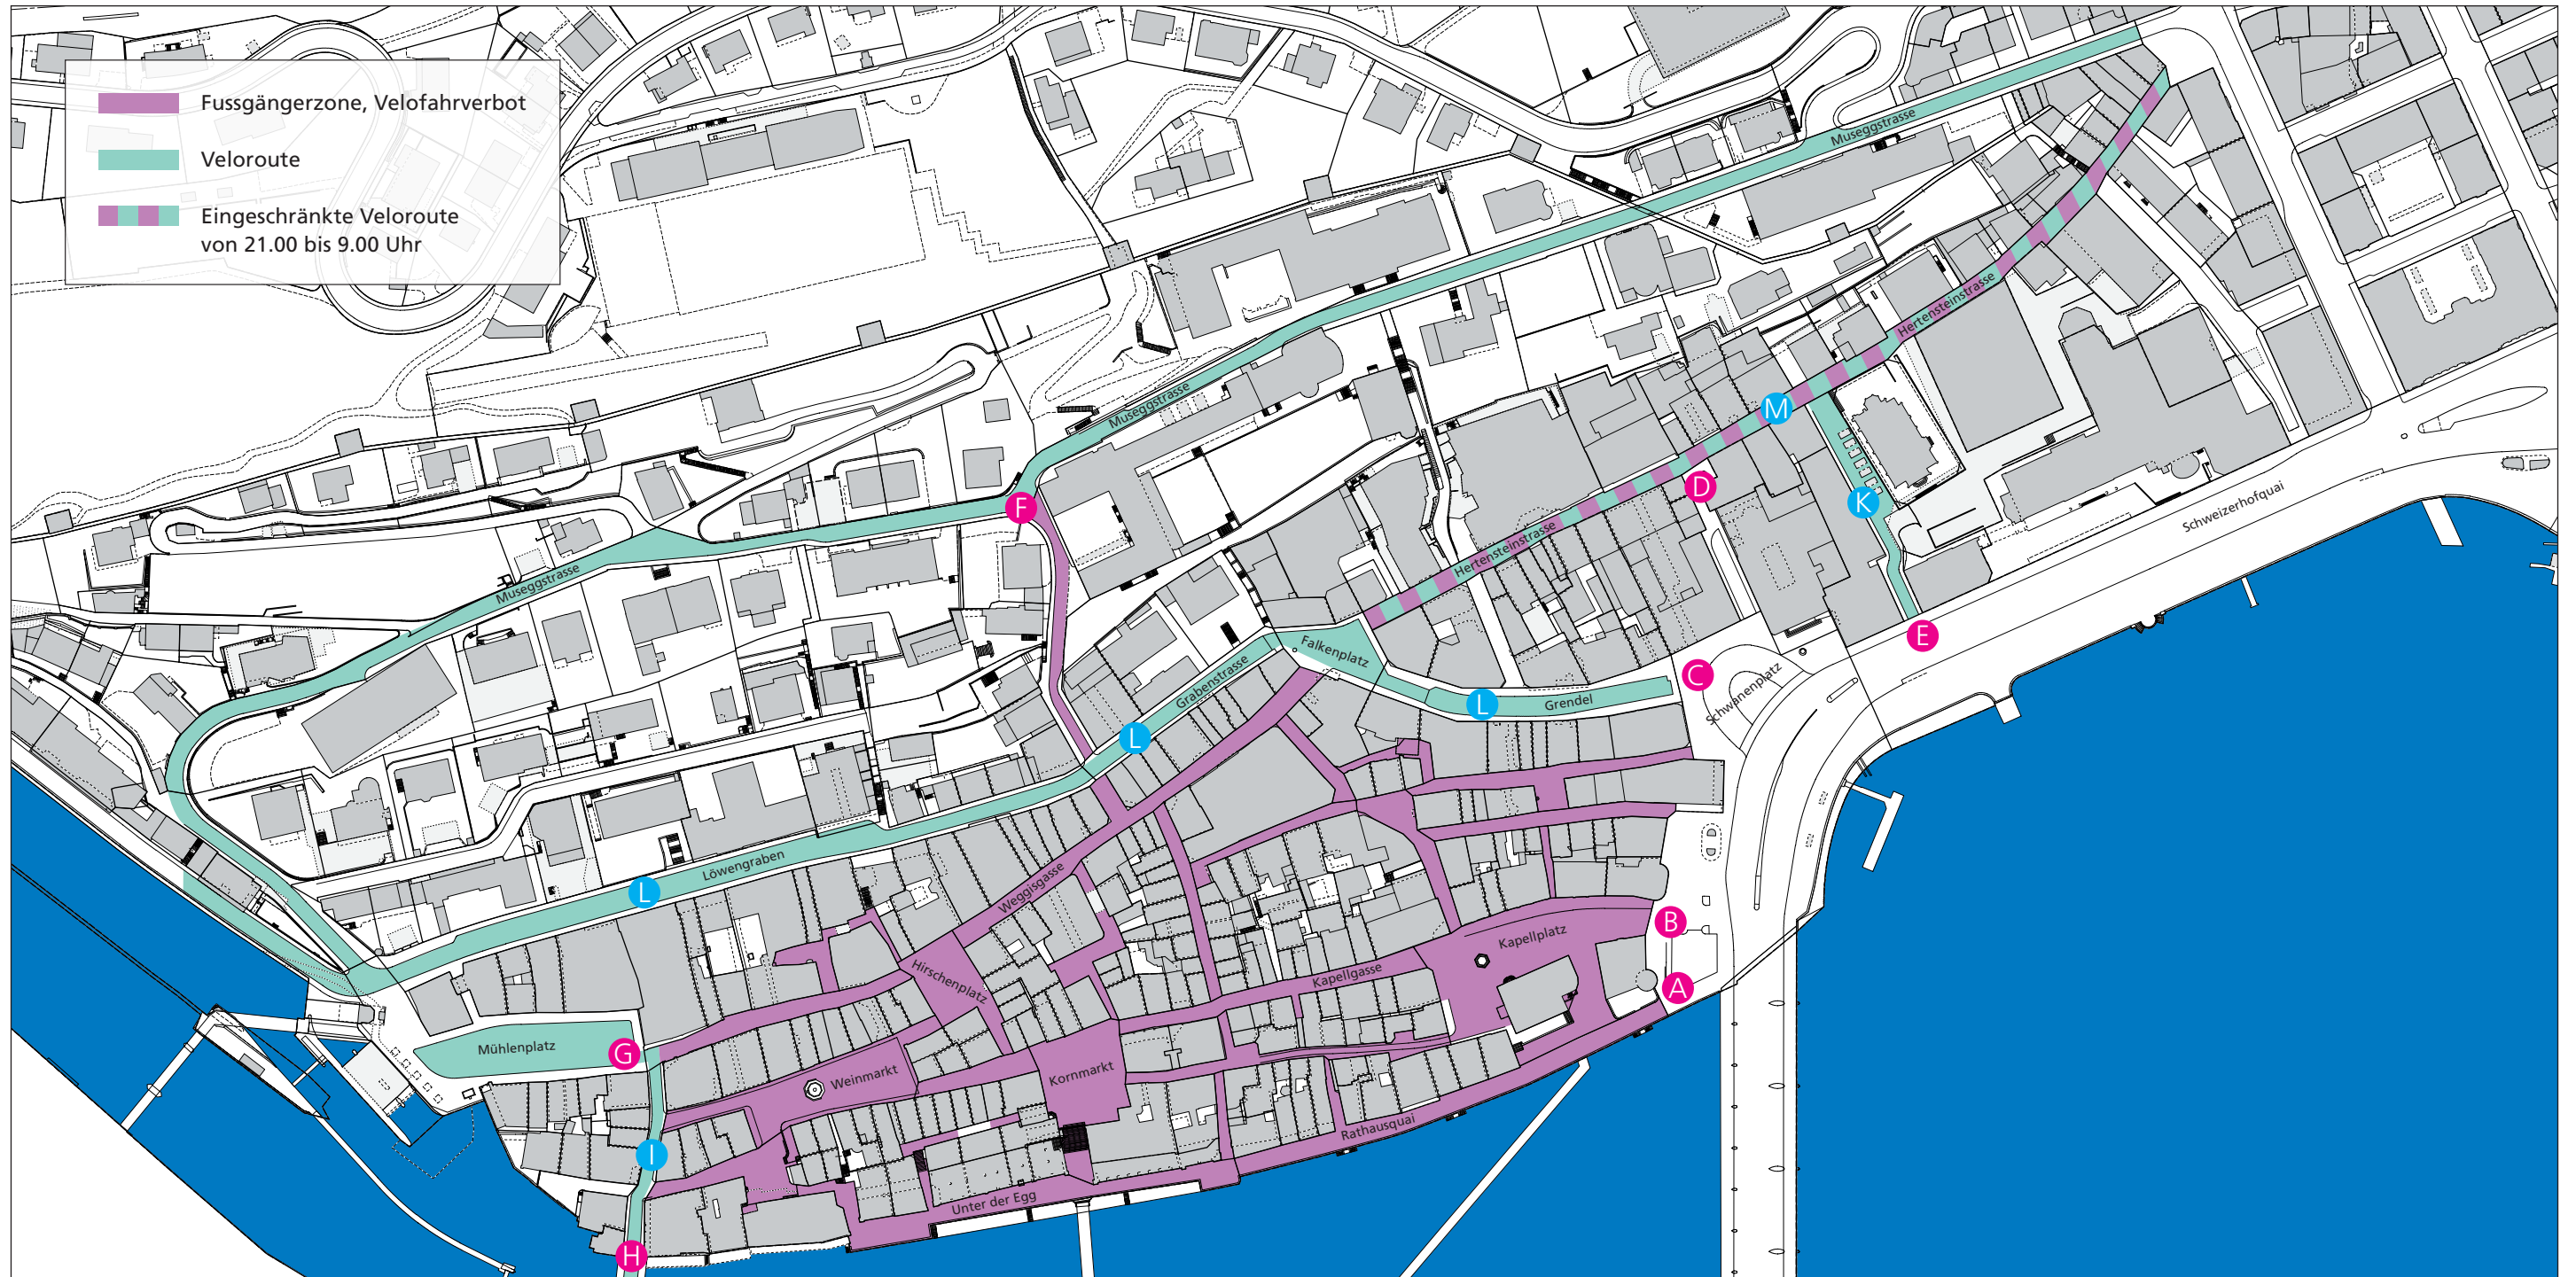 Fussgängerzone, Velofahrverbot
Veloroute
Eingeschränkte Veloroute
von 21.00 bis 9.00 Uhr
Museggstrasse
Hertensteinstrasse
Museggstrasse
M
D
K
F
Schweizerhofquai
Hertensteinstrasse
Museggstrasse
E
Falkenplatz
Grabenstrasse
C
Schwanenplatz
L
Grendel
L
Löwengraben
L
Weggisgasse
B
Kapellplatz
Hirschenplatz
Kapellgasse
A
Mühlenplatz
G
Weinmarkt
Kornmarkt
Rathausquai
I
Unter der Egg
H